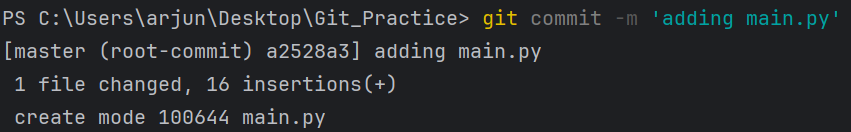 PS C:\Users\arjun\Desktop\Git_Practice> git commit -m 'adding main.py'
[master (root-commit) a2528a3] adding main.py
 1 file changed, 16 insertions(+)
 create mode 100644 main.py